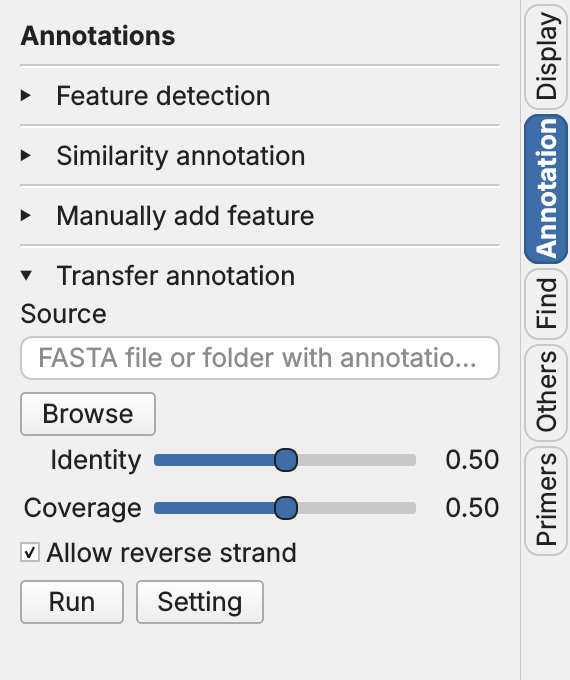 Annotations
Feature detection
Similarity annotation
Manually add feature
Transfer annotation
Source
FASTA file or folder with annotatio...
Browse
Identity 0.50
Coverage 0.50
Allow reverse strand
Run Setting
Display
Annotation
Find
Others
Primers